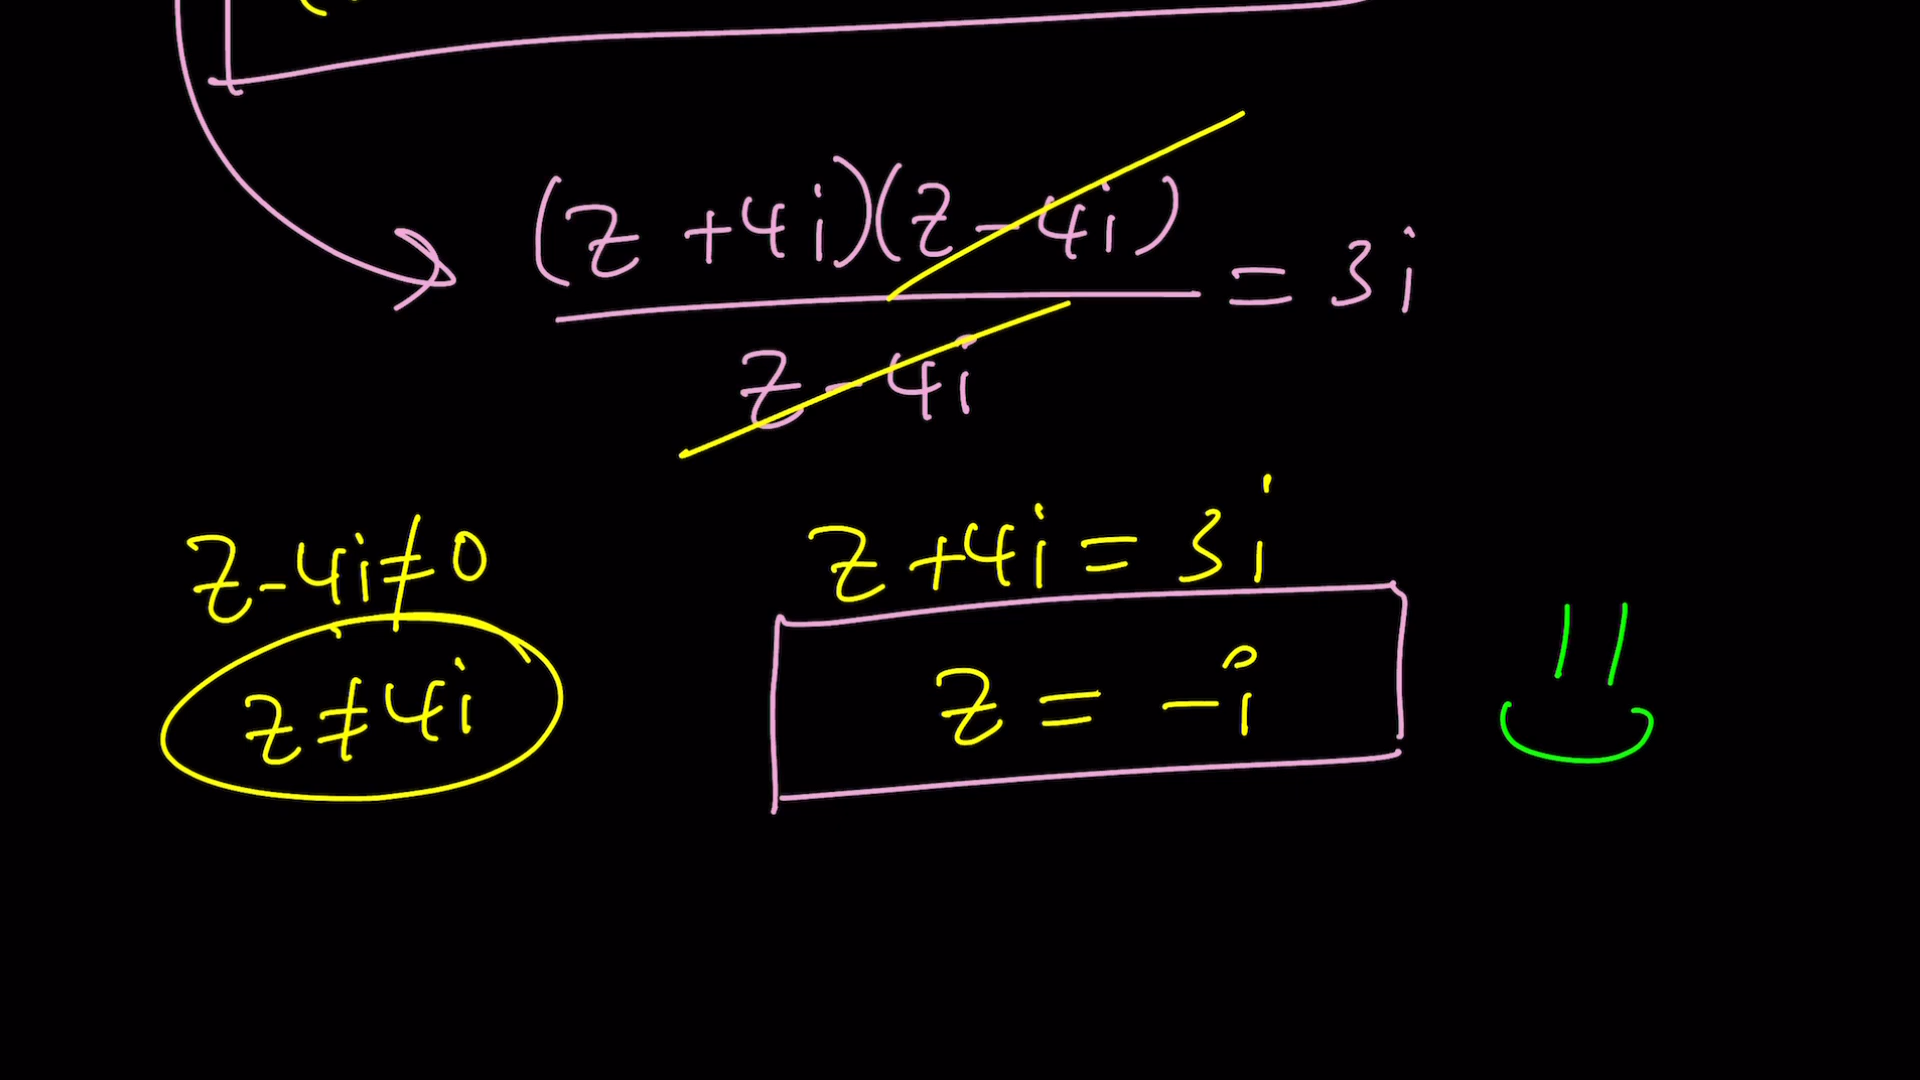 (z + 4i)(z - 4i)
= 3i
z - 4i
z - 4i ≠ 0
z + 4i = 3i
z ≠ 4i
z = -i